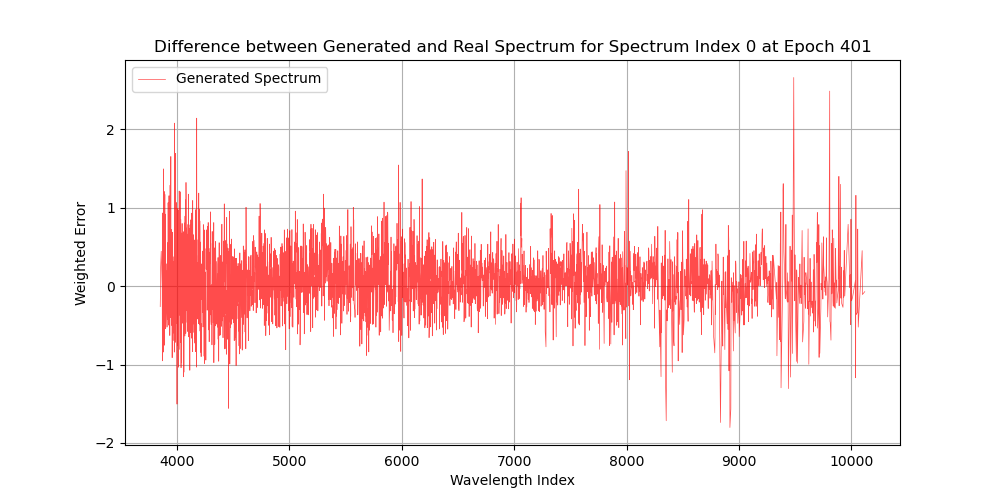 Difference between Generated and Real Spectrum for Spectrum Index 0 at Epoch 401
Generated Spectrum
Weighted Error
2
1
0
−1
−2
4000 5000 6000 7000 8000 9000 10000
Wavelength Index